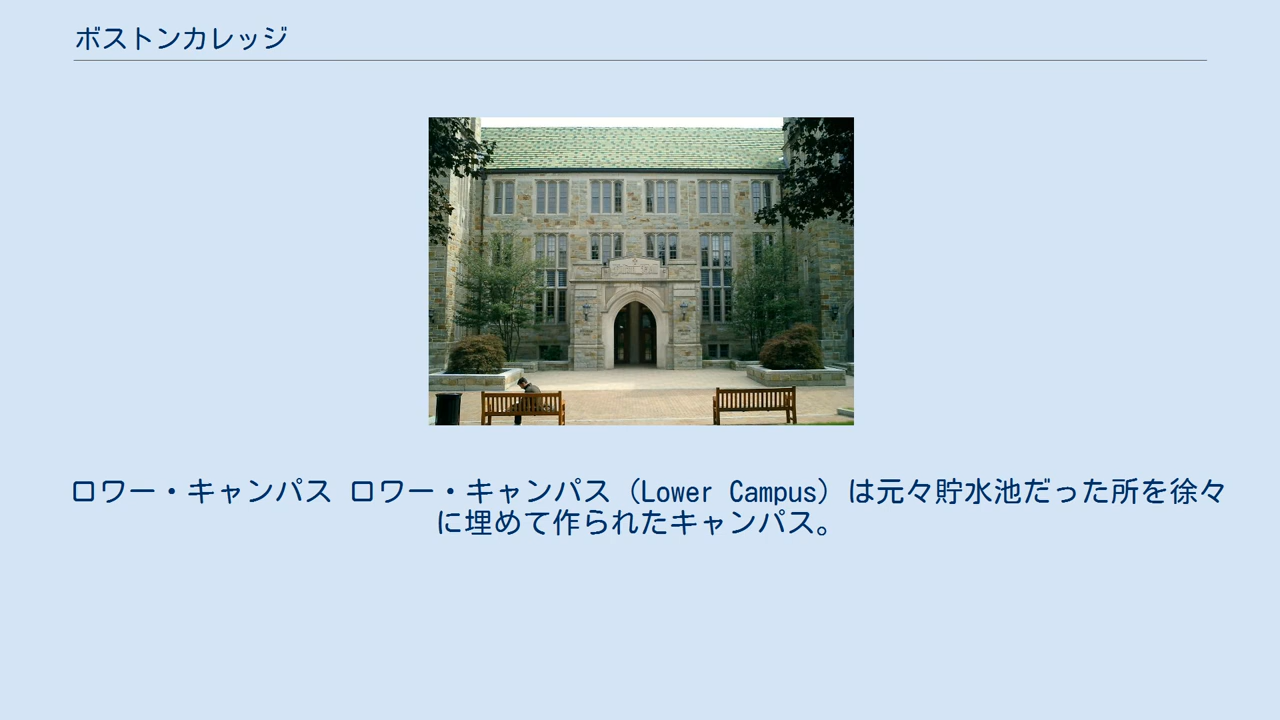 ボストンカレッジ
ロワー・キャンパス ロワー・キャンパス（Lower Campus）は元々貯水池だった所を徐々
に埋めて作られたキャンパス。